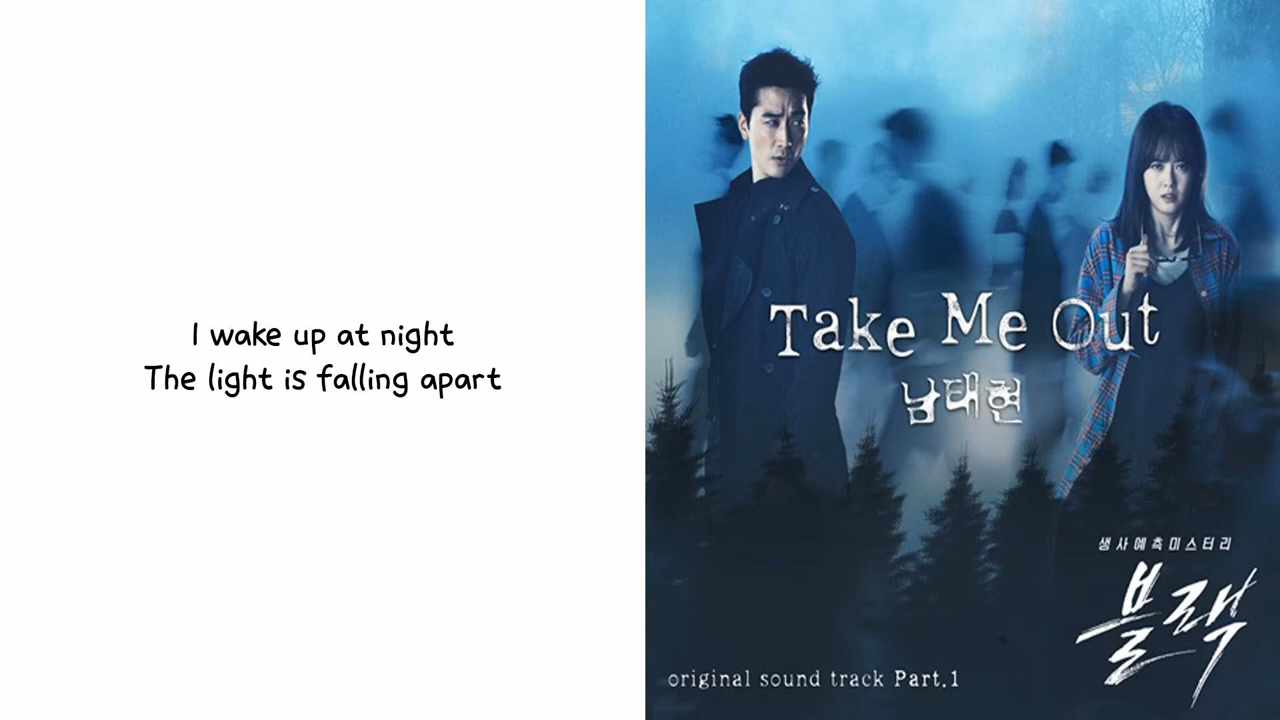 I wake up at night
The light is falling apart
Take Me Out
남태현
생사예측미스터리
블랙
original sound track Part.1